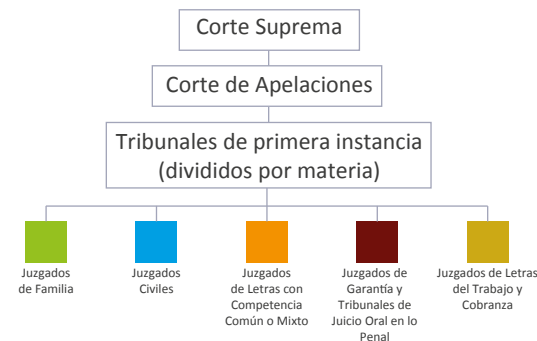 Corte Suprema
Corte de Apelaciones
Tribunales de primera instancia
(divididos por materia)
Juzgados
de Familia
Juzgados
Civiles
Juzgados
de Letras con
Competencia
Común o Mixto
Juzgados de
Garantía y
Tribunales de
Juicio Oral en lo
Penal
Juzgados de Letras
del Trabajo y
Cobranza